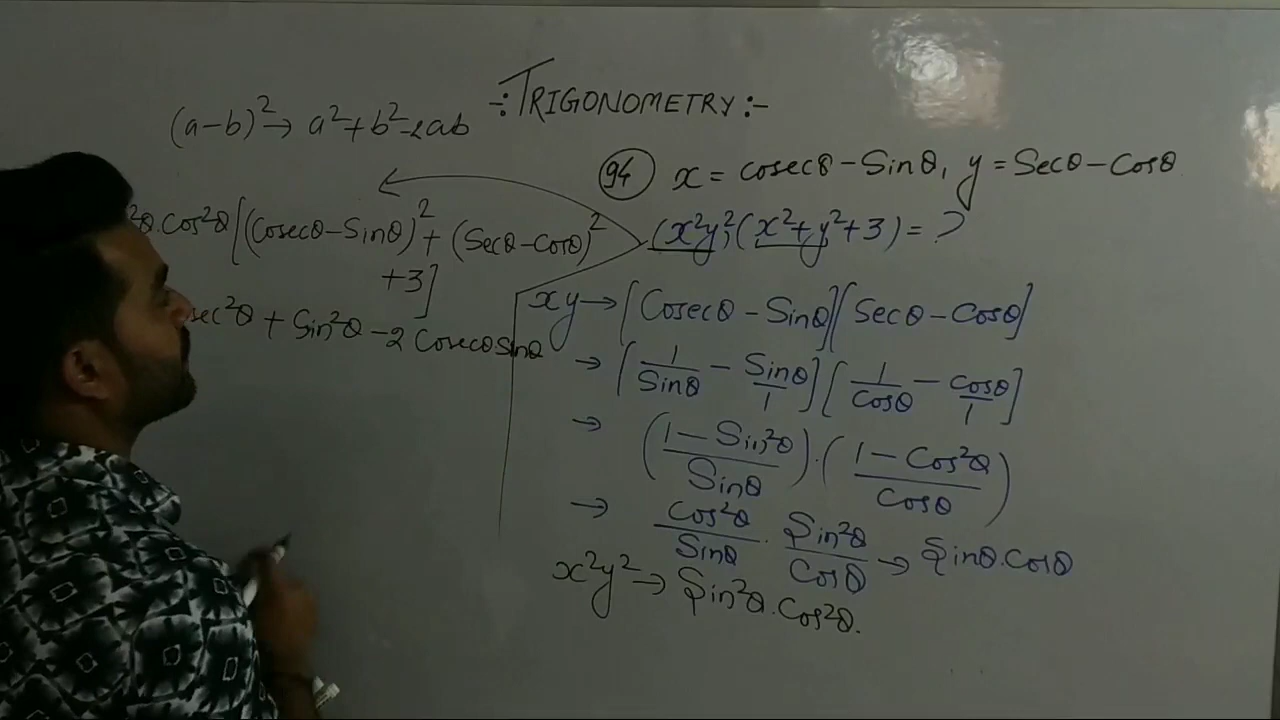 ÷ TRIGONOMETRY :-
(a-b)² → a² + b² - 2ab
(94) x = cosecθ - Sinθ, y = Secθ - Cosθ
(x²y²)(x² + y² + 3) = ?
²θ.Cos²θ [(Cosecθ - Sinθ)² + (Secθ - Cosθ)²
+3]
sec²θ + Sin²θ - 2 Cosecθ Sinθ
xy → [Cosecθ - Sinθ][Secθ - Cosθ]
→ [1/Sinθ - Sinθ/1][1/Cosθ - Cosθ/1]
→ (1 - Sin²θ/Sinθ).(1 - Cos²θ/Cosθ)
→ Cos²θ/Sinθ . Sin²θ/Cosθ → Sinθ.Cosθ
x²y² → Sin²θ.Cos²θ.